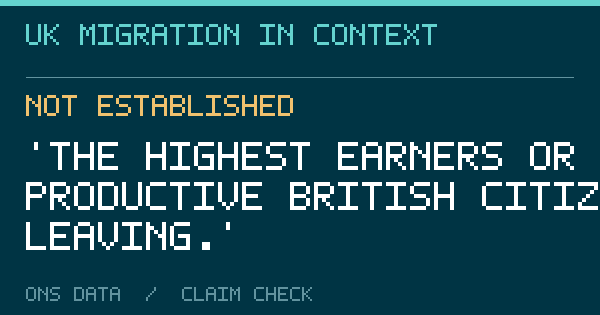 UK MIGRATION IN CONTEXT
NOT ESTABLISHED
'THE HIGHEST EARNERS OR
PRODUCTIVE BRITISH CITIZ
LEAVING.'
ONS DATA / CLAIM CHECK